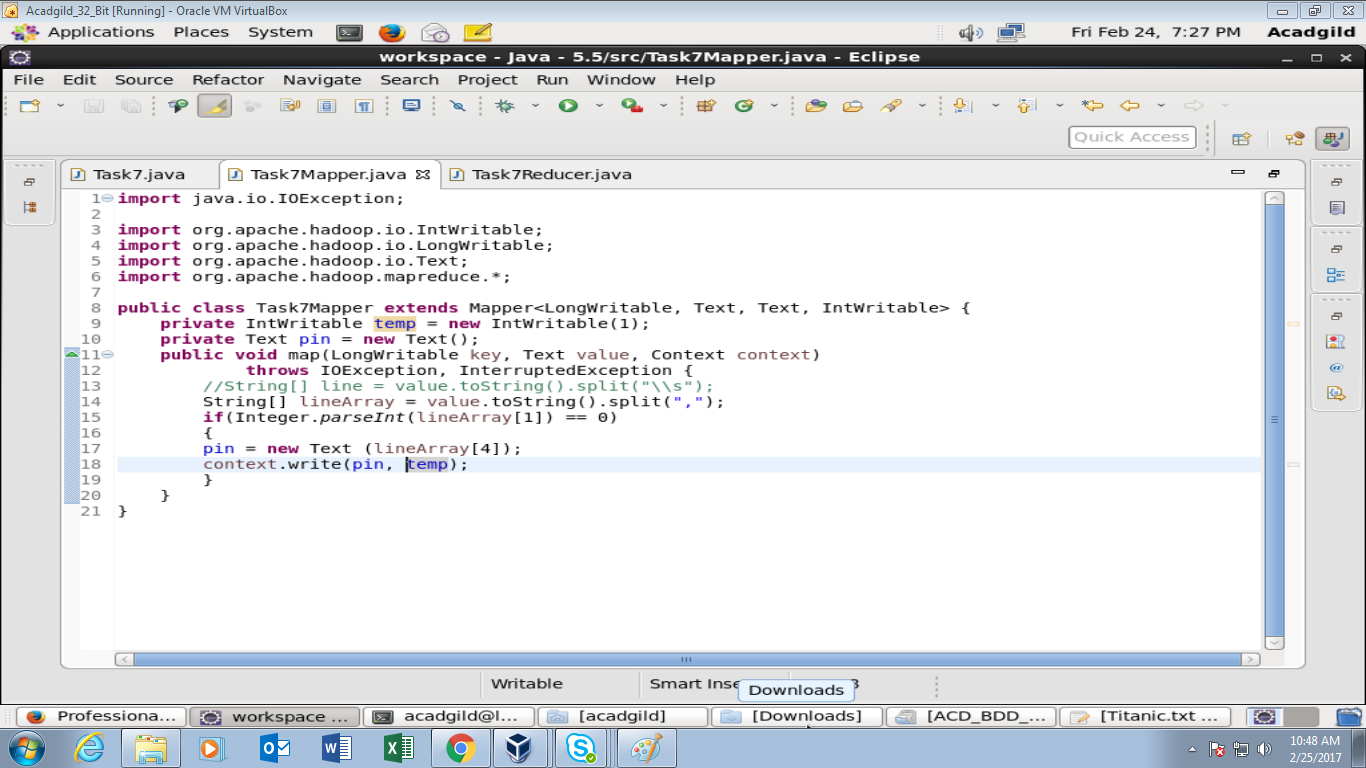 Acadgild_32_Bit [Running] - Oracle VM VirtualBox
Applications Places System Fri Feb 24, 7:27 PM Acadgild
workspace - Java - 5.5/src/Task7Mapper.java - Eclipse
File Edit Source Refactor Navigate Search Project Run Window Help
Quick Access
Task7.java Task7Mapper.java Task7Reducer.java
1 import java.io.IOException;
2
3 import org.apache.hadoop.io.IntWritable;
4 import org.apache.hadoop.io.LongWritable;
5 import org.apache.hadoop.io.Text;
6 import org.apache.hadoop.mapreduce.*;
7
8 public class Task7Mapper extends Mapper<LongWritable, Text, Text, IntWritable> {
9 private IntWritable temp = new IntWritable(1);
10 private Text pin = new Text();
11 public void map(LongWritable key, Text value, Context context)
12 throws IOException, InterruptedException {
13 //String[] line = value.toString().split("\\s");
14 String[] lineArray = value.toString().split(",");
15 if(Integer.parseInt(lineArray[1]) == 0)
16 {
17 pin = new Text (lineArray[4]);
18 context.write(pin, temp);
19 }
20 }
21 }
Writable Smart Inse 3
Downloads
Professiona... workspace ... acadgild@l... [acadgild] [Downloads] [ACD_BDD_... [Titanic.txt ...
10:48 AM
2/25/2017